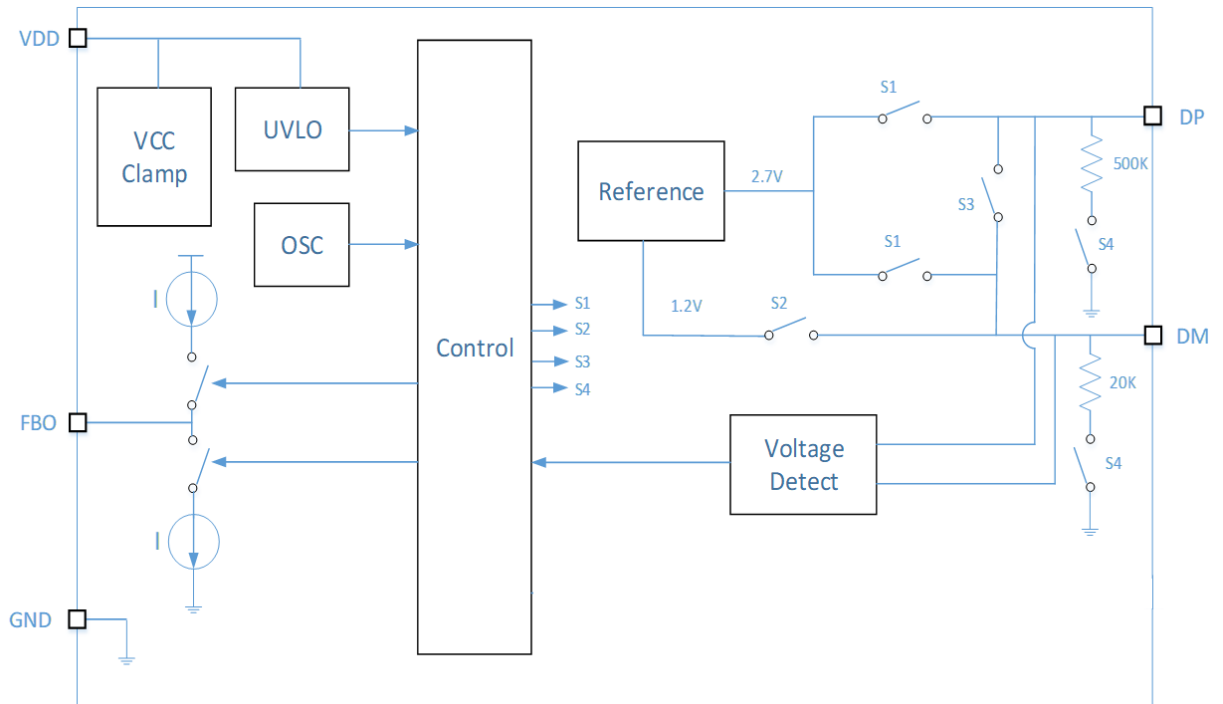 VDD
VCC
Clamp
UVLO
OSC
I
FBO
I
GND
Control
S1
S2
S3
S4
Reference
2.7V
1.2V
S1
S1
S2
S3
DP
500K
S4
DM
20K
S4
Voltage
Detect